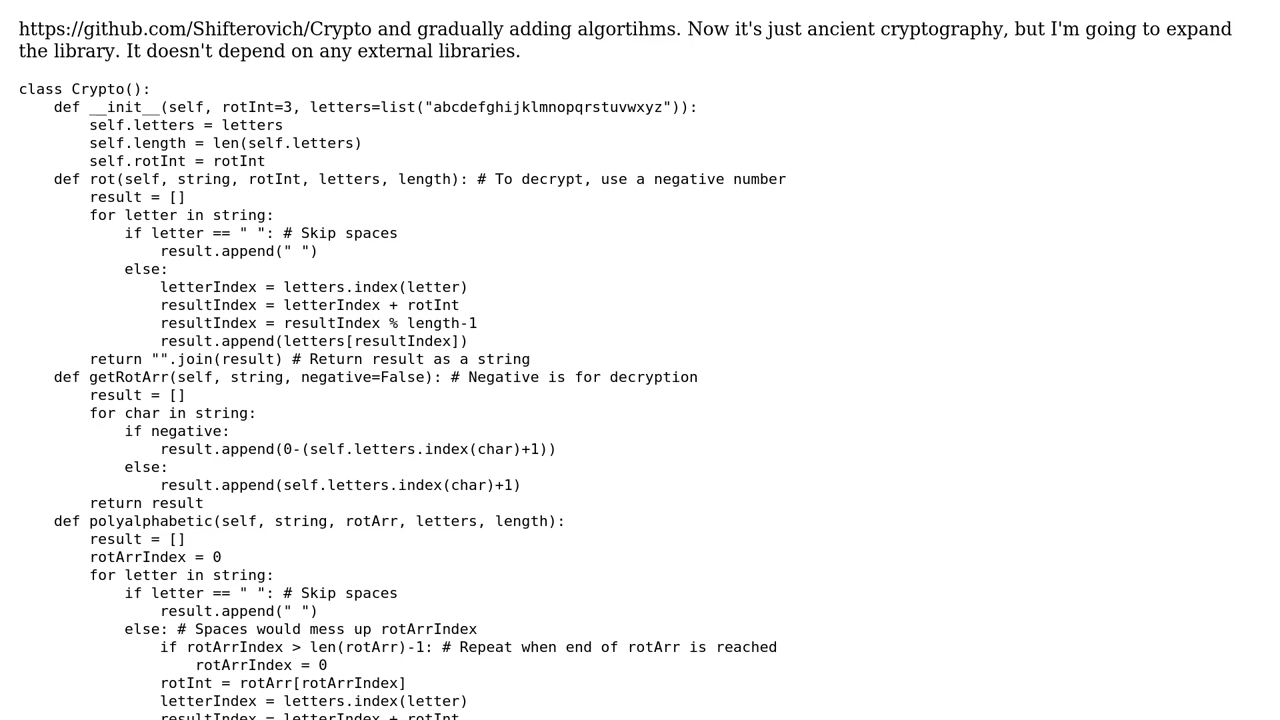 https://github.com/Shifterovich/Crypto and gradually adding algortihms. Now it's just ancient cryptography, but I'm going to expand
the library. It doesn't depend on any external libraries.
class Crypto():
    def __init__(self, rotInt=3, letters=list("abcdefghijklmnopqrstuvwxyz")):
        self.letters = letters
        self.length = len(self.letters)
        self.rotInt = rotInt
    def rot(self, string, rotInt, letters, length): # To decrypt, use a negative number
        result = []
        for letter in string:
            if letter == " ": # Skip spaces
                result.append(" ")
            else:
                letterIndex = letters.index(letter)
                resultIndex = letterIndex + rotInt
                resultIndex = resultIndex % length-1
                result.append(letters[resultIndex])
        return "".join(result) # Return result as a string
    def getRotArr(self, string, negative=False): # Negative is for decryption
        result = []
        for char in string:
            if negative:
                result.append(0-(self.letters.index(char)+1))
            else:
                result.append(self.letters.index(char)+1)
        return result
    def polyalphabetic(self, string, rotArr, letters, length):
        result = []
        rotArrIndex = 0
        for letter in string:
            if letter == " ": # Skip spaces
                result.append(" ")
            else: # Spaces would mess up rotArrIndex
                if rotArrIndex > len(rotArr)-1: # Repeat when end of rotArr is reached
                    rotArrIndex = 0
                rotInt = rotArr[rotArrIndex]
                letterIndex = letters.index(letter)
                resultIndex = letterIndex + rotInt